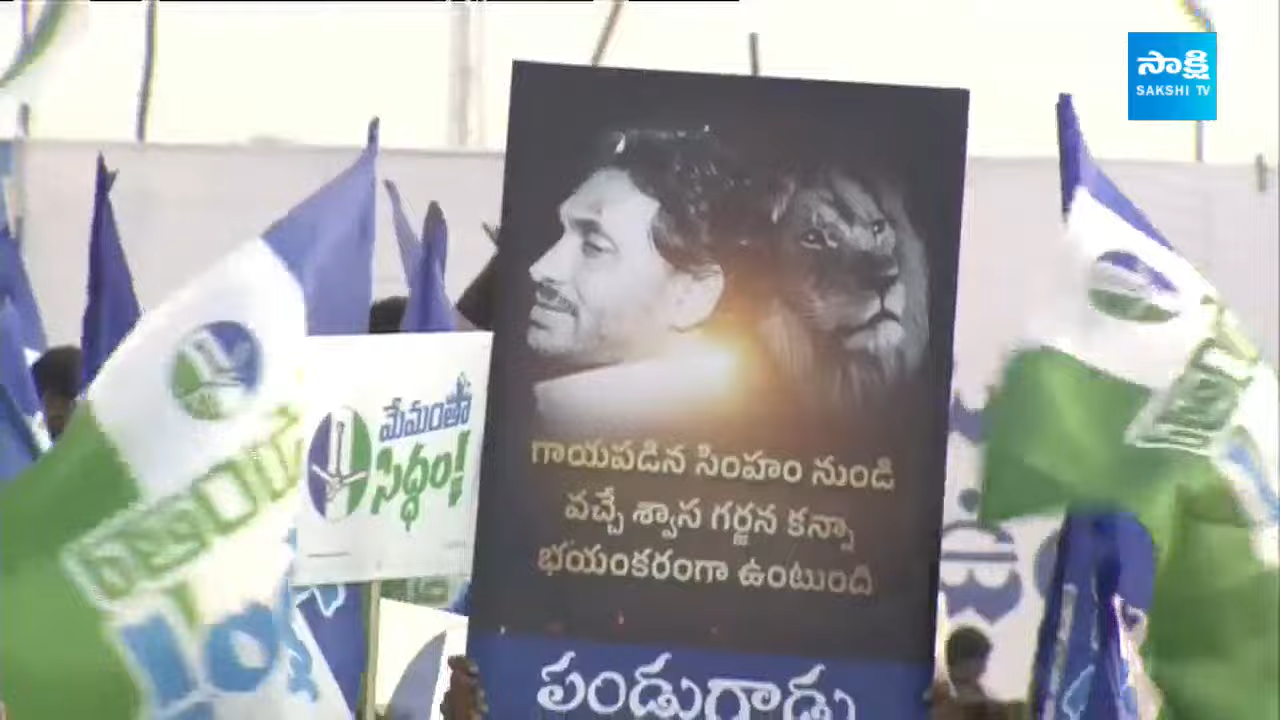 సాక్షి
SAKSHI TV
మేమంతా
సిద్ధం!
గాయపడిన సింహం నుండి
వచ్చే శ్వాస గర్జన కన్నా
భయంకరంగా ఉంటుంది
పండుగాడు